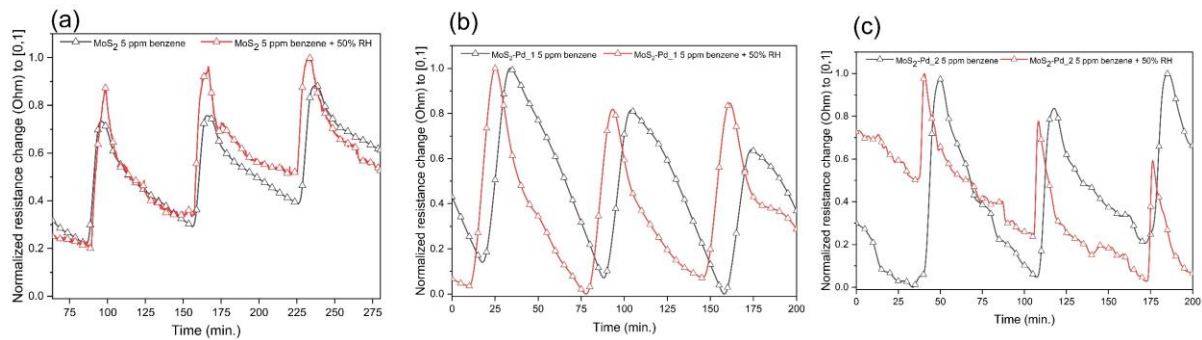 (a)
MoS₂ 5 ppm benzene
MoS₂ 5 ppm benzene + 50% RH
Normalized resistance change (Ohm) to [0,1]
1.0
0.8
0.6
0.4
0.2
0.0
75 100 125 150 175 200 225 250 275
Time (min.)
(b)
MoS₂-Pd_1 5 ppm benzene
MoS₂-Pd_1 5 ppm benzene + 50% RH
Normalized resistance change (Ohm) to [0,1]
1.0
0.8
0.6
0.4
0.2
0.0
0 25 50 75 100 125 150 175 200
Time (min.)
(c)
MoS₂-Pd_2 5 ppm benzene
MoS₂-Pd_2 5 ppm benzene + 50% RH
Normalized resistance change (Ohm) to [0,1]
1.0
0.8
0.6
0.4
0.2
0.0
0 25 50 75 100 125 150 175 200
Time (min.)